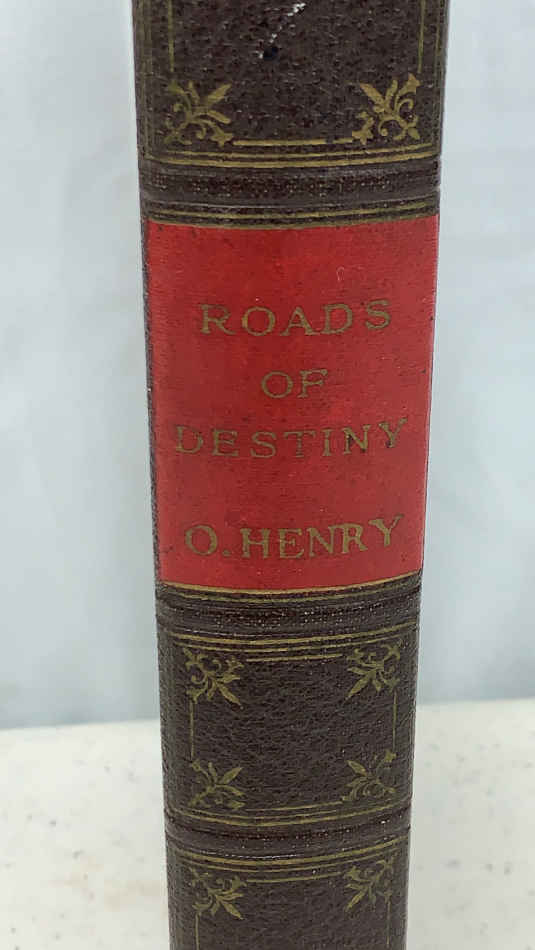 ROADS
OF
DESTINY
O. HENRY